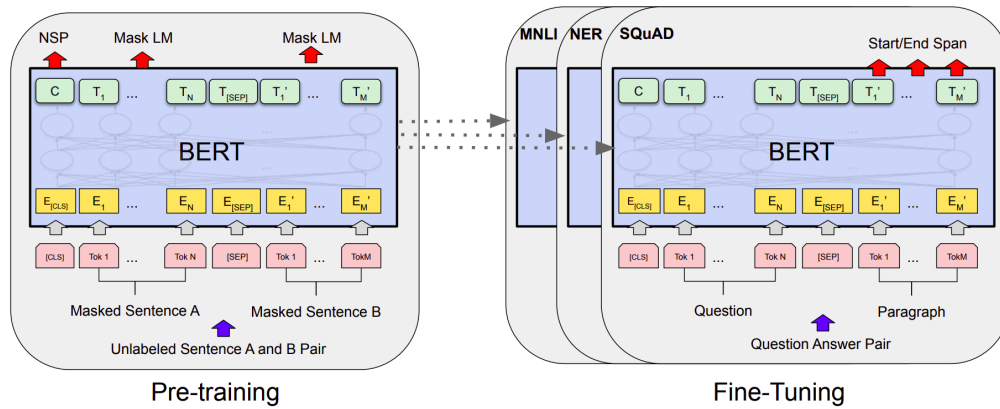 NSP Mask LM Mask LM
C T1 ... TN T[SEP] T1' ... TM'
...
...
BERT
E[CLS] E1 ... EN E[SEP] E1' ... EM'
[CLS] Tok 1 ... Tok N [SEP] Tok 1 ... TokM
Masked Sentence A Masked Sentence B
Unlabeled Sentence A and B Pair
Pre-training
MNLI NER SQuAD
Start/End Span
C T1 ... TN T[SEP] T1' ... TM'
...
...
BERT
E[CLS] E1 ... EN E[SEP] E1' ... EM'
[CLS] Tok 1 ... Tok N [SEP] Tok 1 ... TokM
Question Paragraph
Question Answer Pair
Fine-Tuning